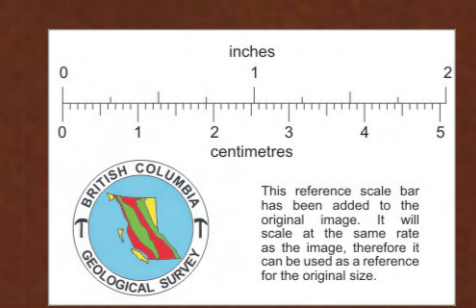 inches
0 1 2
0 1 2 3 4 5
centimetres
BRITISH COLUMBIA
GEOLOGICAL SURVEY
This reference scale bar
has been added to the
original image. It will
scale at the same rate
as the image, therefore it
can be used as a reference
for the original size.